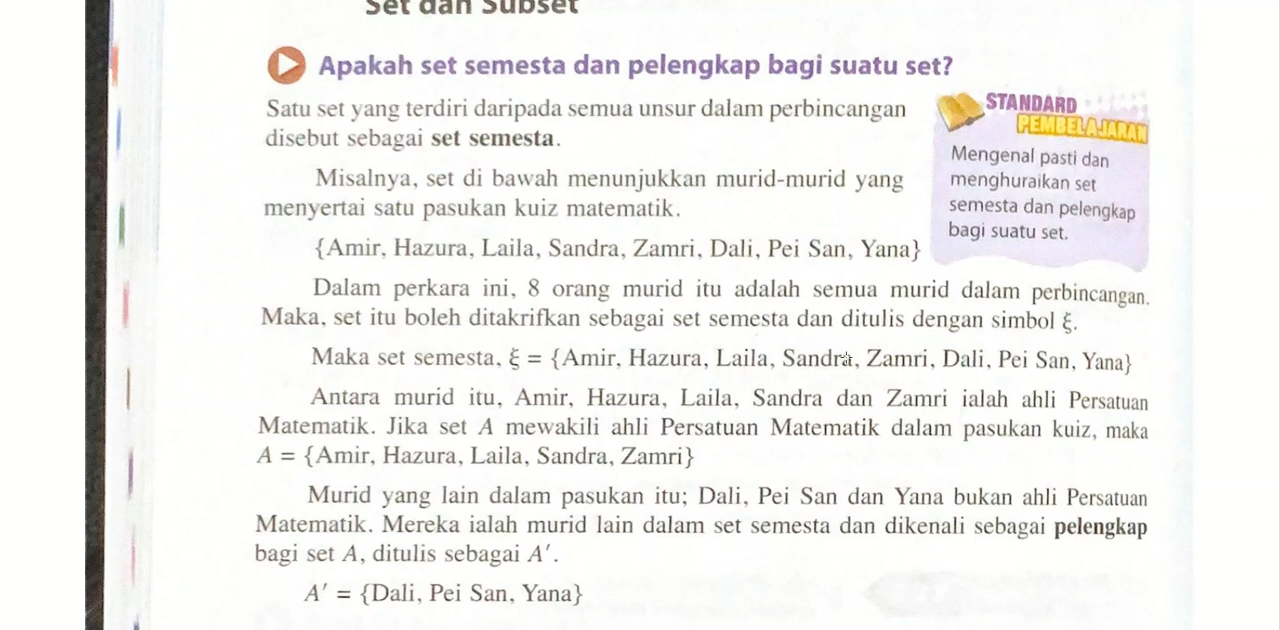 Set dan Subset
Apakah set semesta dan pelengkap bagi suatu set?
Satu set yang terdiri daripada semua unsur dalam perbincangan
disebut sebagai set semesta.
Misalnya, set di bawah menunjukkan murid-murid yang
menyertai satu pasukan kuiz matematik.
{Amir, Hazura, Laila, Sandra, Zamri, Dali, Pei San, Yana}
STANDARD
PEMBELAJARAN
Mengenal pasti dan
menghuraikan set
semesta dan pelengkap
bagi suatu set.
Dalam perkara ini, 8 orang murid itu adalah semua murid dalam perbincangan.
Maka, set itu boleh ditakrifkan sebagai set semesta dan ditulis dengan simbol ξ.
Maka set semesta, ξ = {Amir, Hazura, Laila, Sandra, Zamri, Dali, Pei San, Yana}
Antara murid itu, Amir, Hazura, Laila, Sandra dan Zamri ialah ahli Persatuan
Matematik. Jika set A mewakili ahli Persatuan Matematik dalam pasukan kuiz, maka
A = {Amir, Hazura, Laila, Sandra, Zamri}
Murid yang lain dalam pasukan itu; Dali, Pei San dan Yana bukan ahli Persatuan
Matematik. Mereka ialah murid lain dalam set semesta dan dikenali sebagai pelengkap
bagi set A, ditulis sebagai A′.
A′ = {Dali, Pei San, Yana}